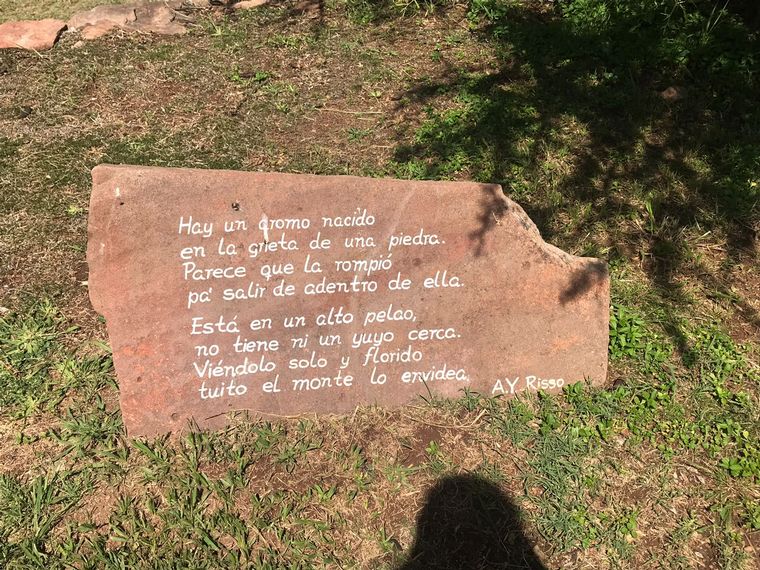 Hay un aromo nacido
en la grieta de una piedra.
Parece que la rompió
pa' salir de adentro de ella.
Está en un alto pelao,
no tiene ni un yuyo cerca.
Viéndolo solo y florido
tuito el monte lo envidea.
A.Y. Risso